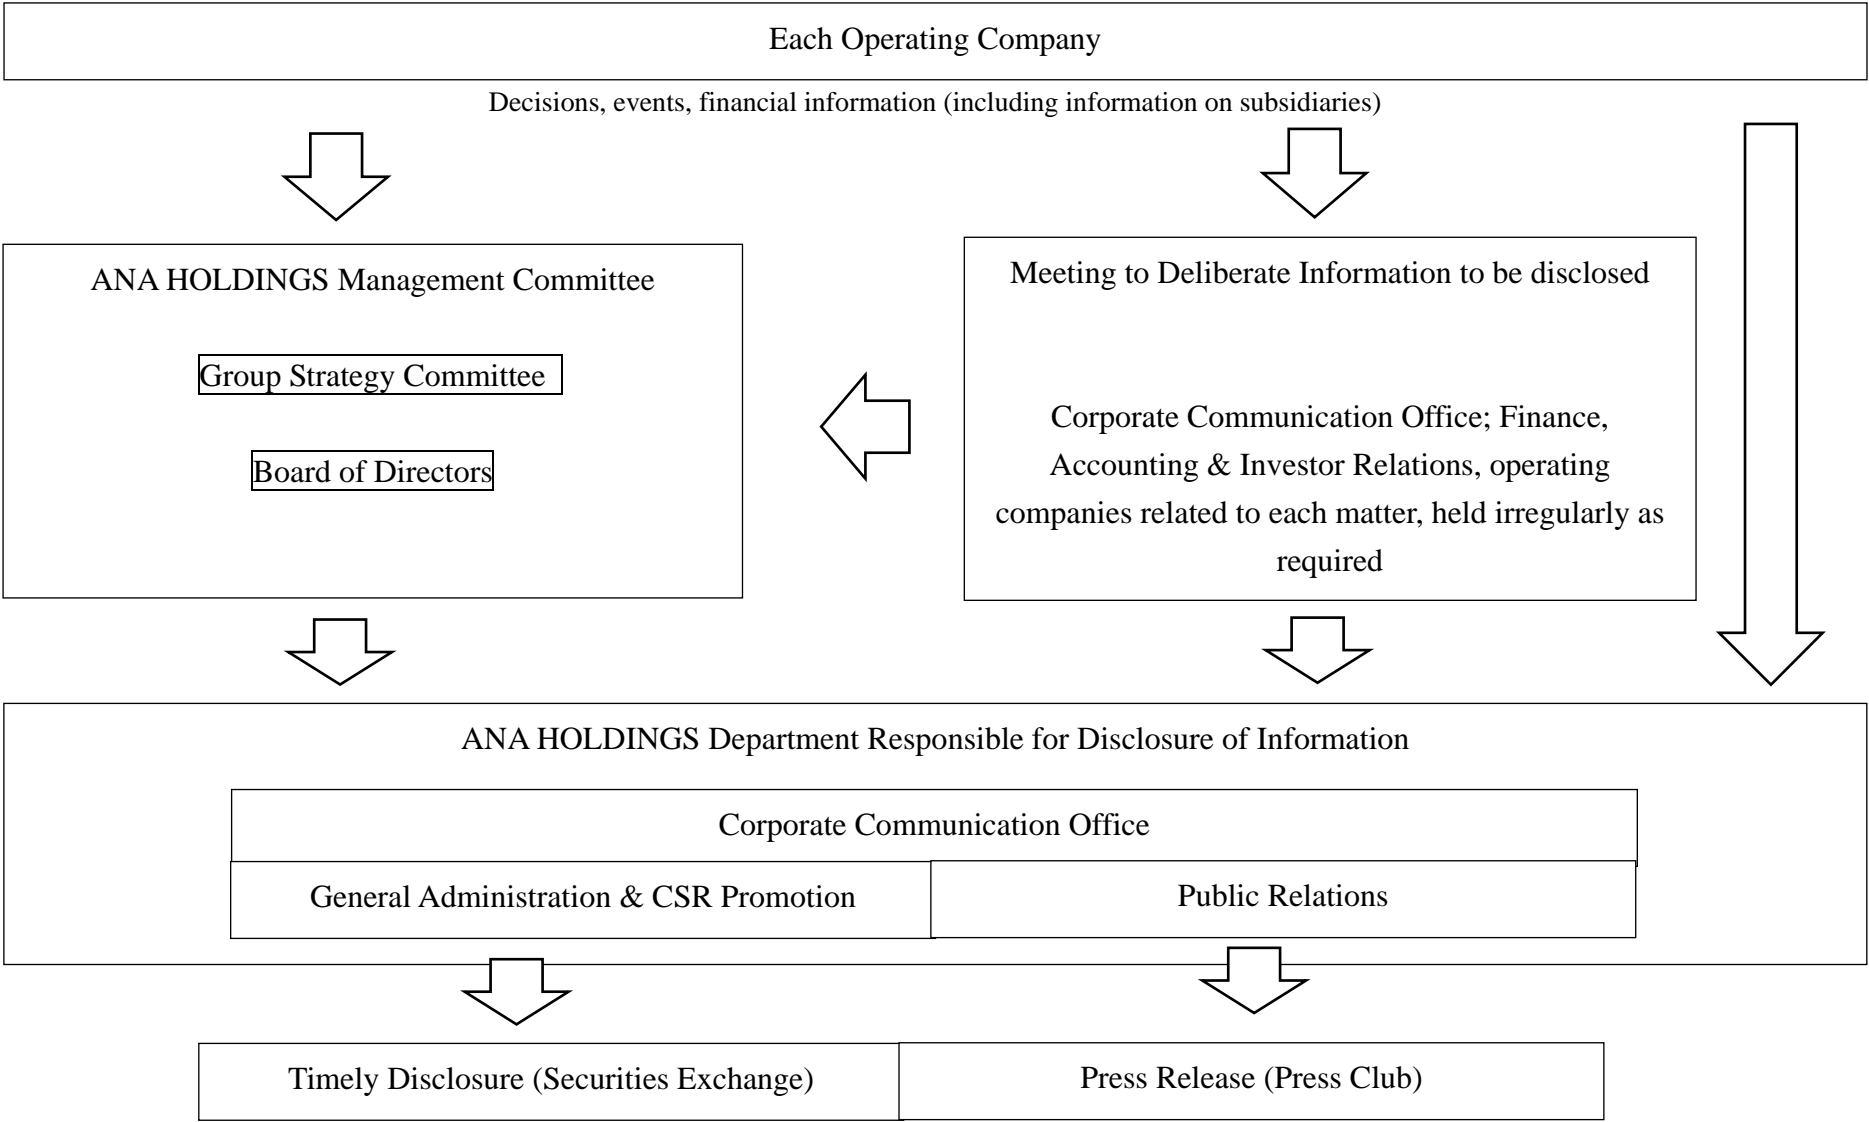 Each Operating Company
Decisions, events, financial information (including information on subsidiaries)
ANA HOLDINGS Management Committee
Group Strategy Committee
Board of Directors
Meeting to Deliberate Information to be disclosed
Corporate Communication Office; Finance,
Accounting & Investor Relations, operating
companies related to each matter, held irregularly as
required
ANA HOLDINGS Department Responsible for Disclosure of Information
Corporate Communication Office
General Administration & CSR Promotion
Public Relations
Timely Disclosure (Securities Exchange)
Press Release (Press Club)